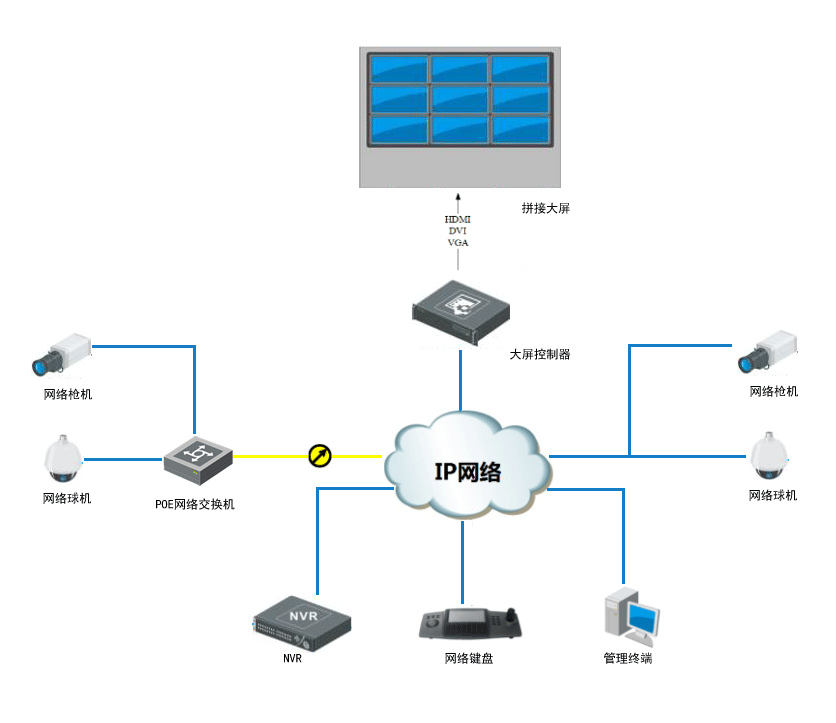 拼接大屏
HDMI
DVI
VGA
大屏控制器
网络枪机
网络枪机
IP网络
网络球机
POE网络交换机
网络球机
NVR
NVR
网络键盘
管理终端